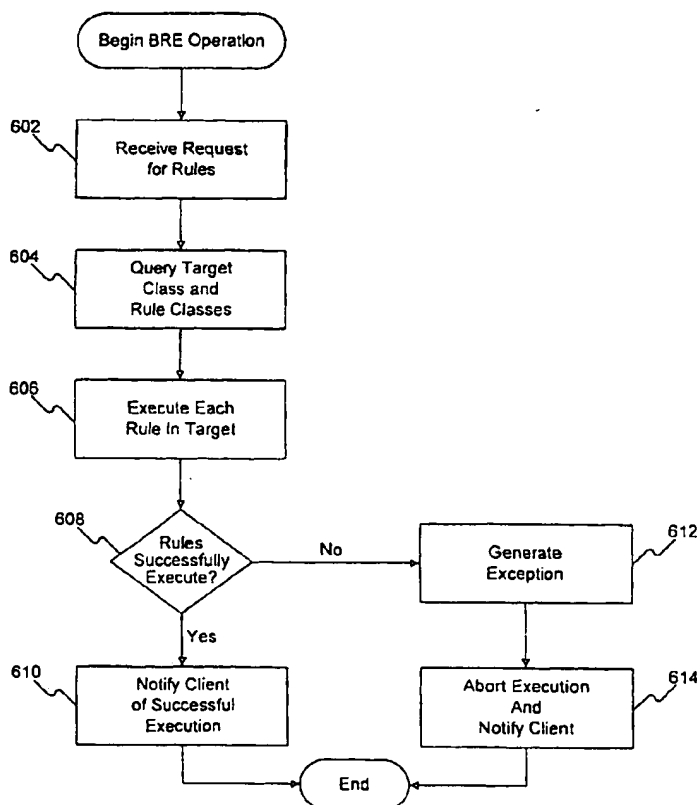 Begin BRE Operation
602
Receive Request
for Rules
604
Query Target
Class and
Rule Classes
606
Execute Each
Rule In Target
608
Rules
Successfully
Execute?
No
612
Generate
Exception
Yes
610
Notify Client
of Successful
Execution
614
Abort Execution
And
Notify Client
End